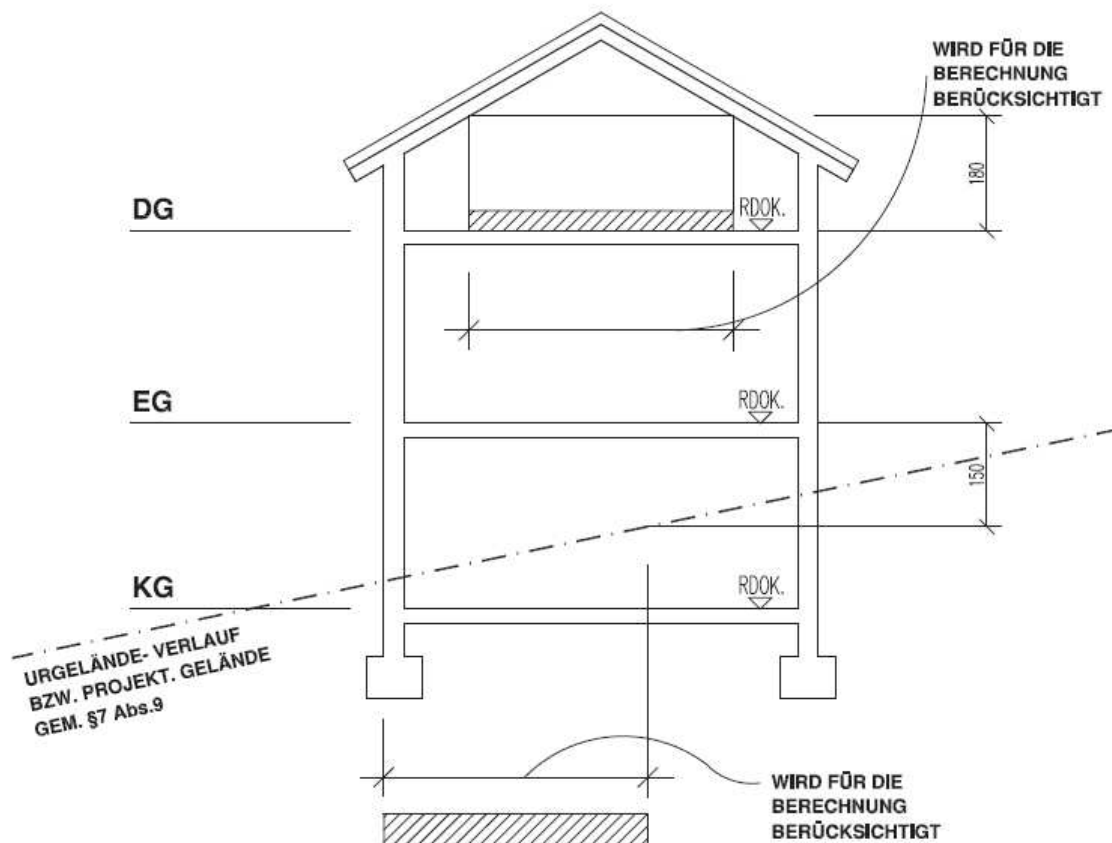 WIRD FÜR DIE
BERECHNUNG
BERÜCKSICHTIGT
180
DG
RDOK.
EG
RDOK.
150
KG
RDOK.
URGELÄNDE- VERLAUF
BZW. PROJEKT. GELÄNDE
GEM. §7 Abs.9
WIRD FÜR DIE
BERECHNUNG
BERÜCKSICHTIGT